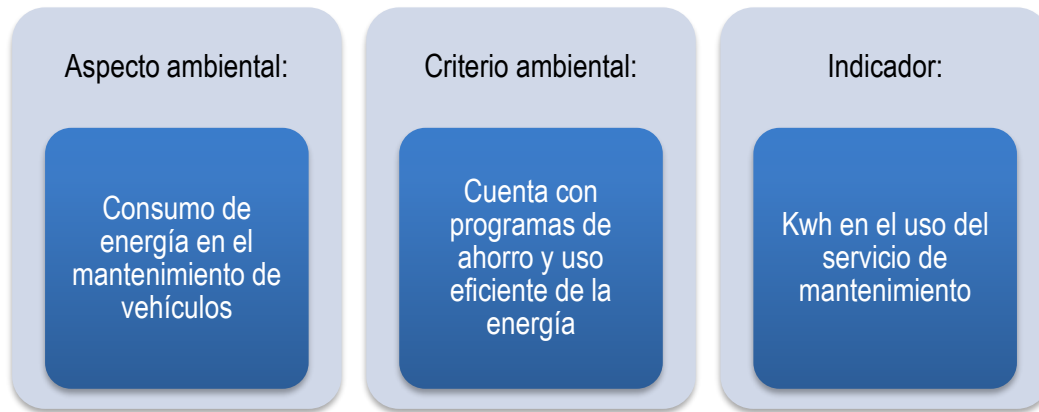 Aspecto ambiental:
Consumo de
energía en el
mantenimiento de
vehículos
Criterio ambiental:
Cuenta con
programas de
ahorro y uso
eficiente de la
energía
Indicador:
Kwh en el uso del
servicio de
mantenimiento